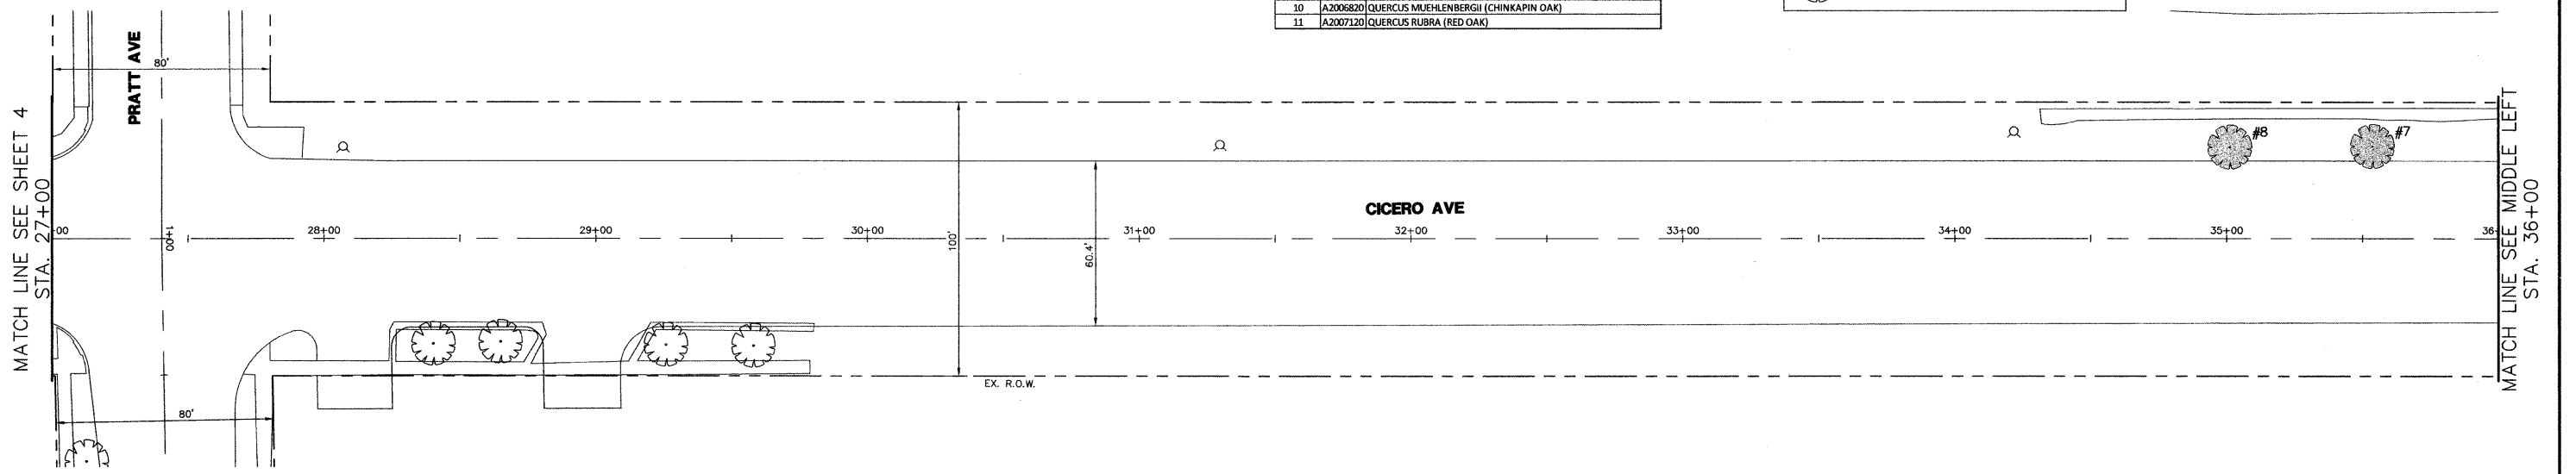 10 A2006820 QUERCUS MUEHLENBERGII (CHINKAPIN OAK)
11 A2007120 QUERCUS RUBRA (RED OAK)
PRATT AVE
80'
MATCH LINE SEE SHEET 4
STA. 27+00
#8
#7
CICERO AVE
00
1+00
28+00
29+00
30+00
31+00
32+00
33+00
34+00
35+00
36
100'
60.4'
MATCH LINE SEE MIDDLE LEFT
STA. 36+00
EX. R.O.W.
80'